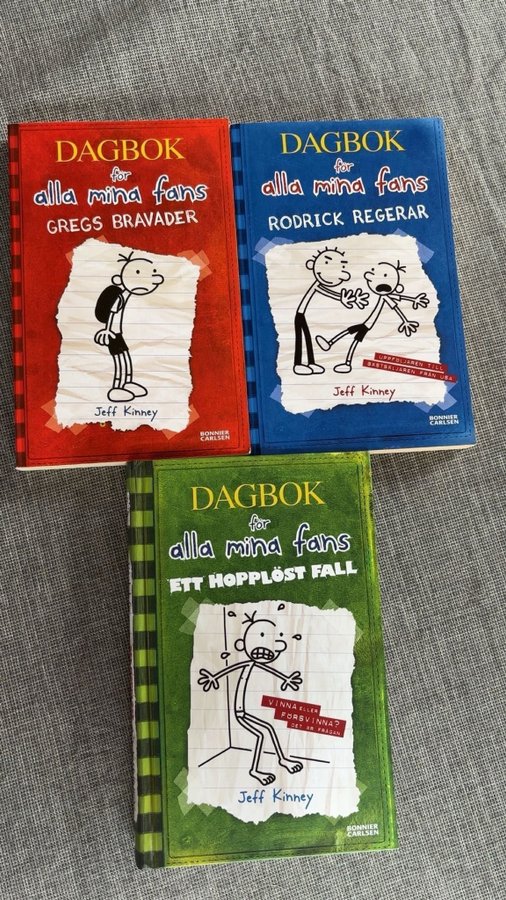 DAGBOK
för
alla mina fans
GREGS BRAVADER
Jeff Kinney
BONNIER
CARLSEN
DAGBOK
för
alla mina fans
RODRICK REGERAR
UPPFÖLJAREN TILL
BÄSTSÄLJAREN FRÅN USA
Jeff Kinney
BONNIER
CARLSEN
DAGBOK
för
alla mina fans
ETT HOPPLÖST FALL
VINNA ELLER
FÖRSVINNA?
DET ÄR FRÅGAN
Jeff Kinney
BONNIER
CARLSEN